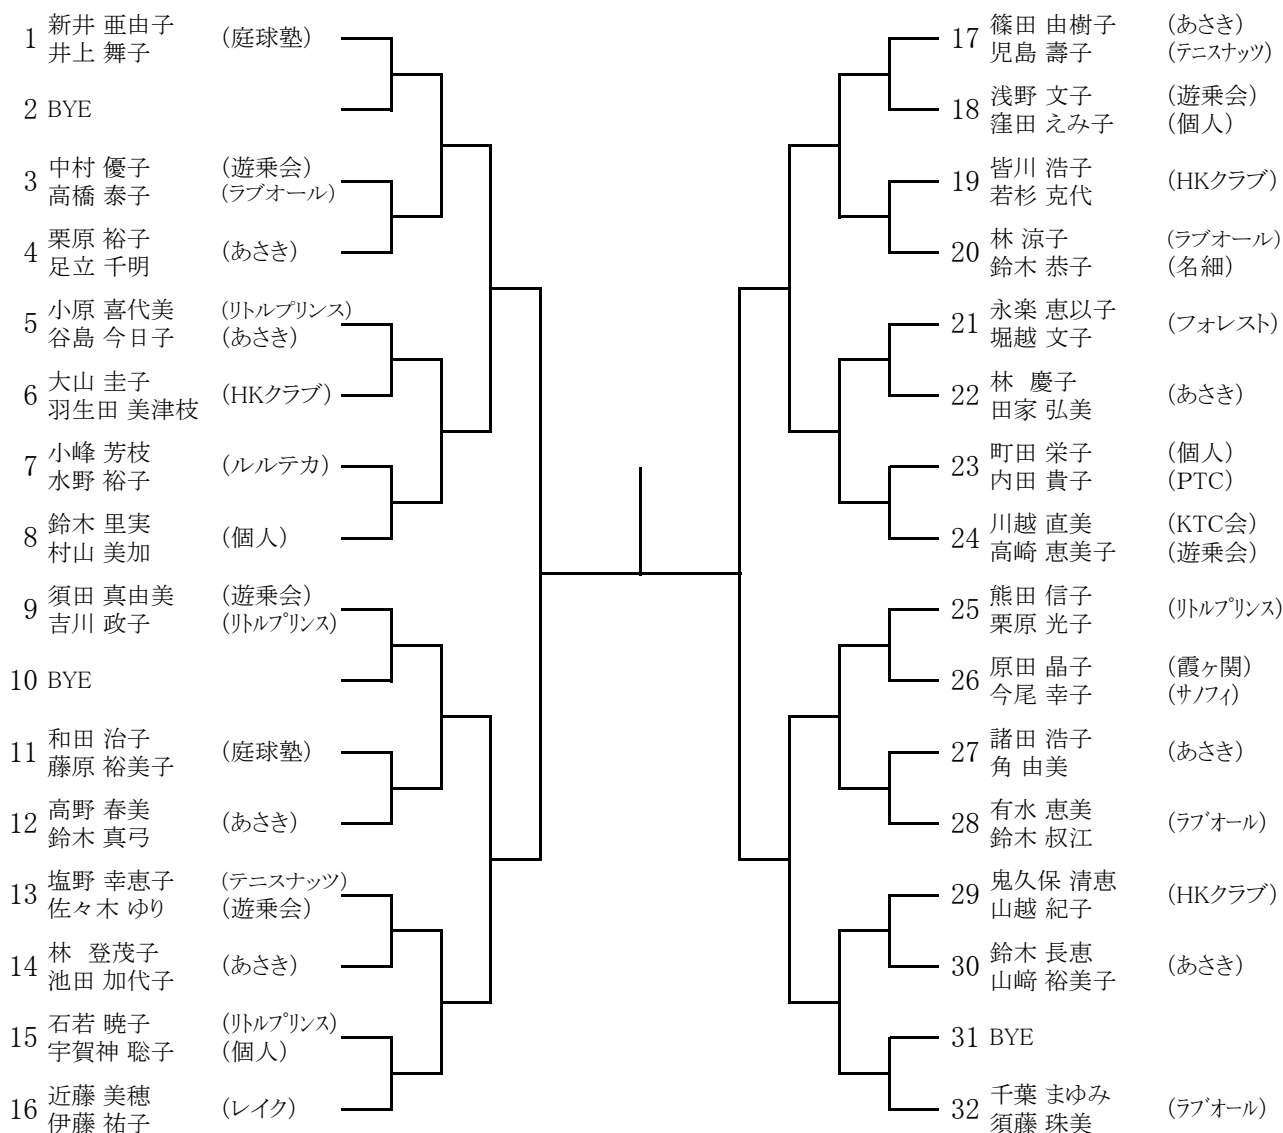 1 新井 亜由子 (庭球塾)
井上 舞子
2 BYE
3 中村 優子 (遊乗会)
高橋 泰子 (ラブオール)
4 栗原 裕子 (あさき)
足立 千明
5 小原 喜代美 (リトルプリンス)
谷島 今日子 (あさき)
6 大山 圭子 (HKクラブ)
羽生田 美津枝
7 小峰 芳枝 (ルルテカ)
水野 裕子
8 鈴木 里実 (個人)
村山 美加
9 須田 真由美 (遊乗会)
吉川 政子 (リトルプリンス)
10 BYE
11 和田 治子 (庭球塾)
藤原 裕美子
12 高野 春美 (あさき)
鈴木 真弓
13 塩野 幸恵子 (テニスナッツ)
佐々木 ゆり (遊乗会)
14 林 登茂子 (あさき)
池田 加代子
15 石若 暁子 (リトルプリンス)
宇賀神 聡子 (個人)
16 近藤 美穂 (レイク)
伊藤 祐子
17 篠田 由樹子 (あさき)
児島 壽子 (テニスナッツ)
18 浅野 文子 (遊乗会)
窪田 えみ子 (個人)
19 皆川 浩子 (HKクラブ)
若杉 克代
20 林 涼子 (ラブオール)
鈴木 恭子 (名細)
21 永楽 恵以子 (フォレスト)
堀越 文子
22 林 慶子 (あさき)
田家 弘美
23 町田 栄子 (個人)
内田 貴子 (PTC)
24 川越 直美 (KTC会)
高崎 恵美子 (遊乗会)
25 熊田 信子 (リトルプリンス)
栗原 光子
26 原田 晶子 (霞ヶ関)
今尾 幸子 (サノフィ)
27 諸田 浩子 (あさき)
角 由美
28 有水 恵美 (ラブオール)
鈴木 叔江
29 鬼久保 清恵 (HKクラブ)
山越 紀子
30 鈴木 長恵 (あさき)
山﨑 裕美子
31 BYE
32 千葉 まゆみ (ラブオール)
須藤 珠美